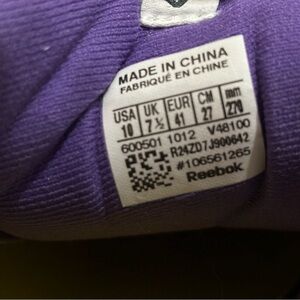 MADE IN CHINA
FABRIQUÉ EN CHINE
USA UK EUR CM mm
10 7½ 41 27 270
600501 1012 V48100
R24ZD7J900642
#106561265
Reebok